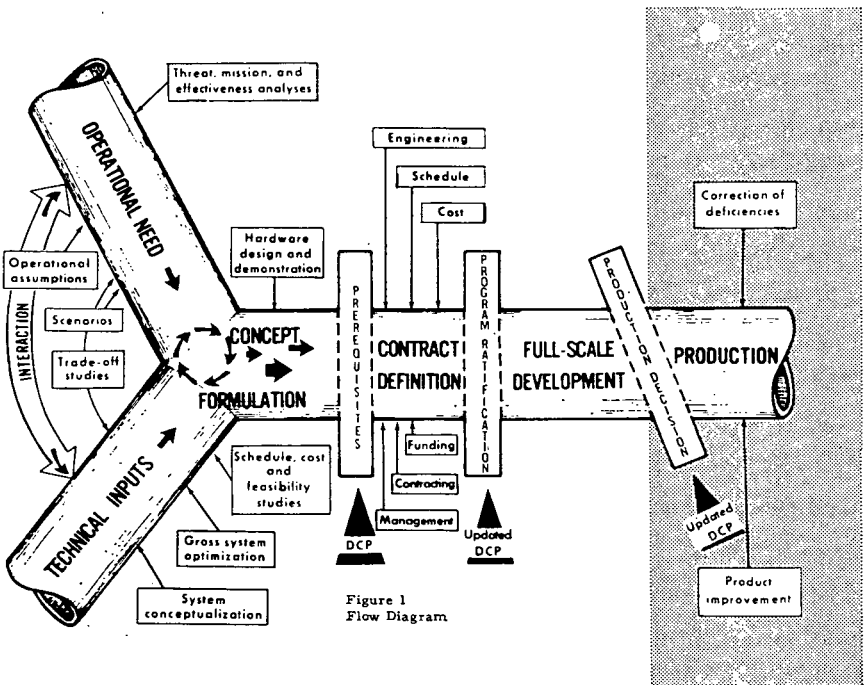 Threat, mission, and
effectiveness analyses
OPERATIONAL NEED
Engineering
Schedule
Cost
Correction of
deficiencies
Hardware
design and
demonstration
Operational
assumptions
INTERACTION
Scenarios
Trade-off
studies
CONCEPT
FORMULATION
PREREQUISITES
CONTRACT
DEFINITION
PROGRAM RATIFICATION
FULL-SCALE
DEVELOPMENT
PRODUCTION DECISION
PRODUCTION
TECHNICAL INPUTS
Schedule, cost
and
feasibility
studies
Funding
Contracting
Management
Gross system
optimization
System
conceptualization
DCP
Updated
DCP
Updated
DCP
Product
improvement
Figure 1
Flow Diagram